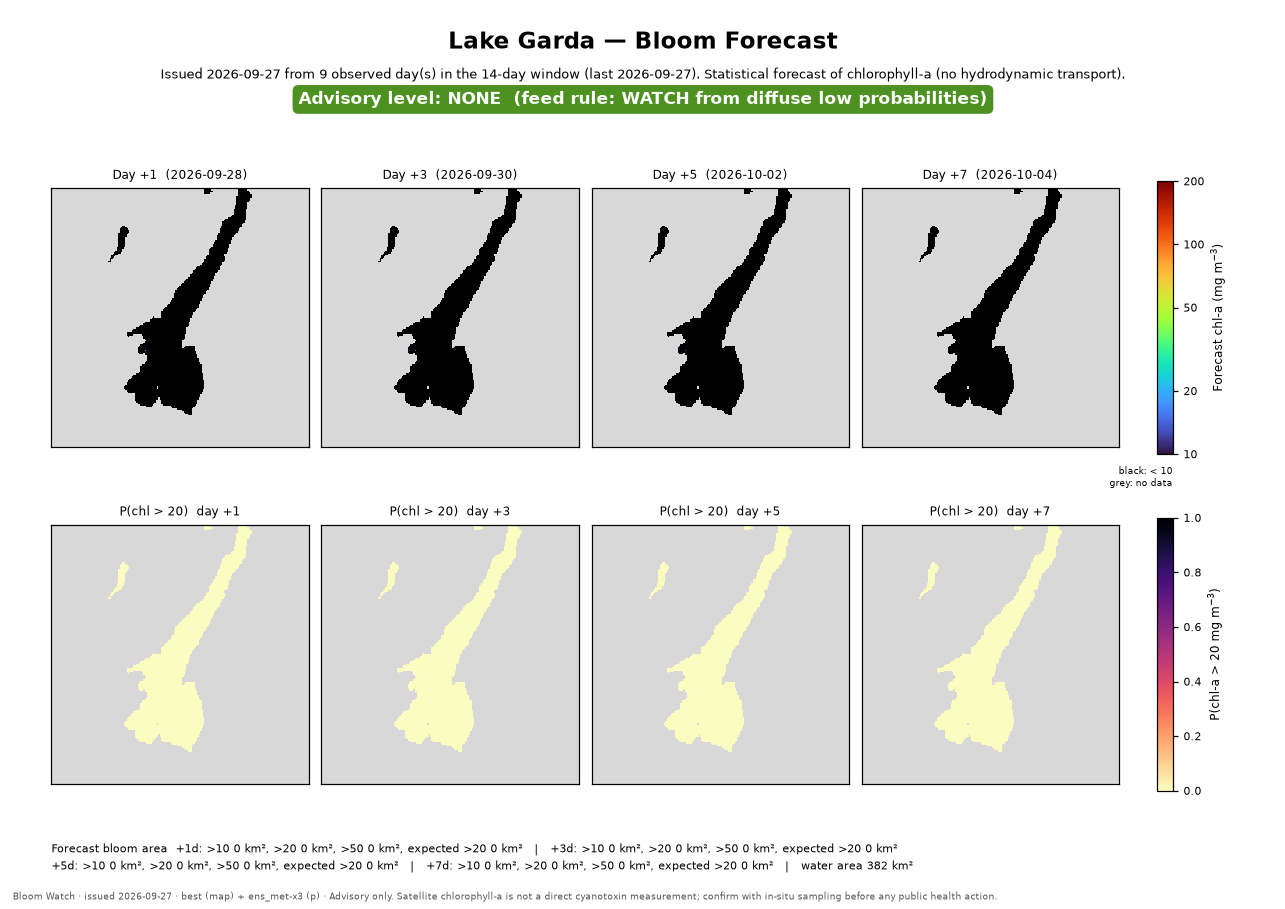 Lake Garda — Bloom Forecast
Issued 2026-09-27 from 9 observed day(s) in the 14-day window (last 2026-09-27). Statistical forecast of chlorophyll-a (no hydrodynamic transport).
Advisory level: NONE  (feed rule: WATCH from diffuse low probabilities)
Day +1  (2026-09-28)
Day +3  (2026-09-30)
Day +5  (2026-10-02)
Day +7  (2026-10-04)
200
100
50
20
10
Forecast chl-a (mg m⁻³)
black: < 10
grey: no data
P(chl > 20)  day +1
P(chl > 20)  day +3
P(chl > 20)  day +5
P(chl > 20)  day +7
1.0
0.8
0.6
0.4
0.2
0.0
P(chl-a > 20 mg m⁻³)
Forecast bloom area  +1d: >10 0 km², >20 0 km², >50 0 km², expected >20 0 km²   |   +3d: >10 0 km², >20 0 km², >50 0 km², expected >20 0 km²
+5d: >10 0 km², >20 0 km², >50 0 km², expected >20 0 km²   |   +7d: >10 0 km², >20 0 km², >50 0 km², expected >20 0 km²   |   water area 382 km²
Bloom Watch · issued 2026-09-27 · best (map) + ens_met-x3 (p) · Advisory only. Satellite chlorophyll-a is not a direct cyanotoxin measurement; confirm with in-situ sampling before any public health action.